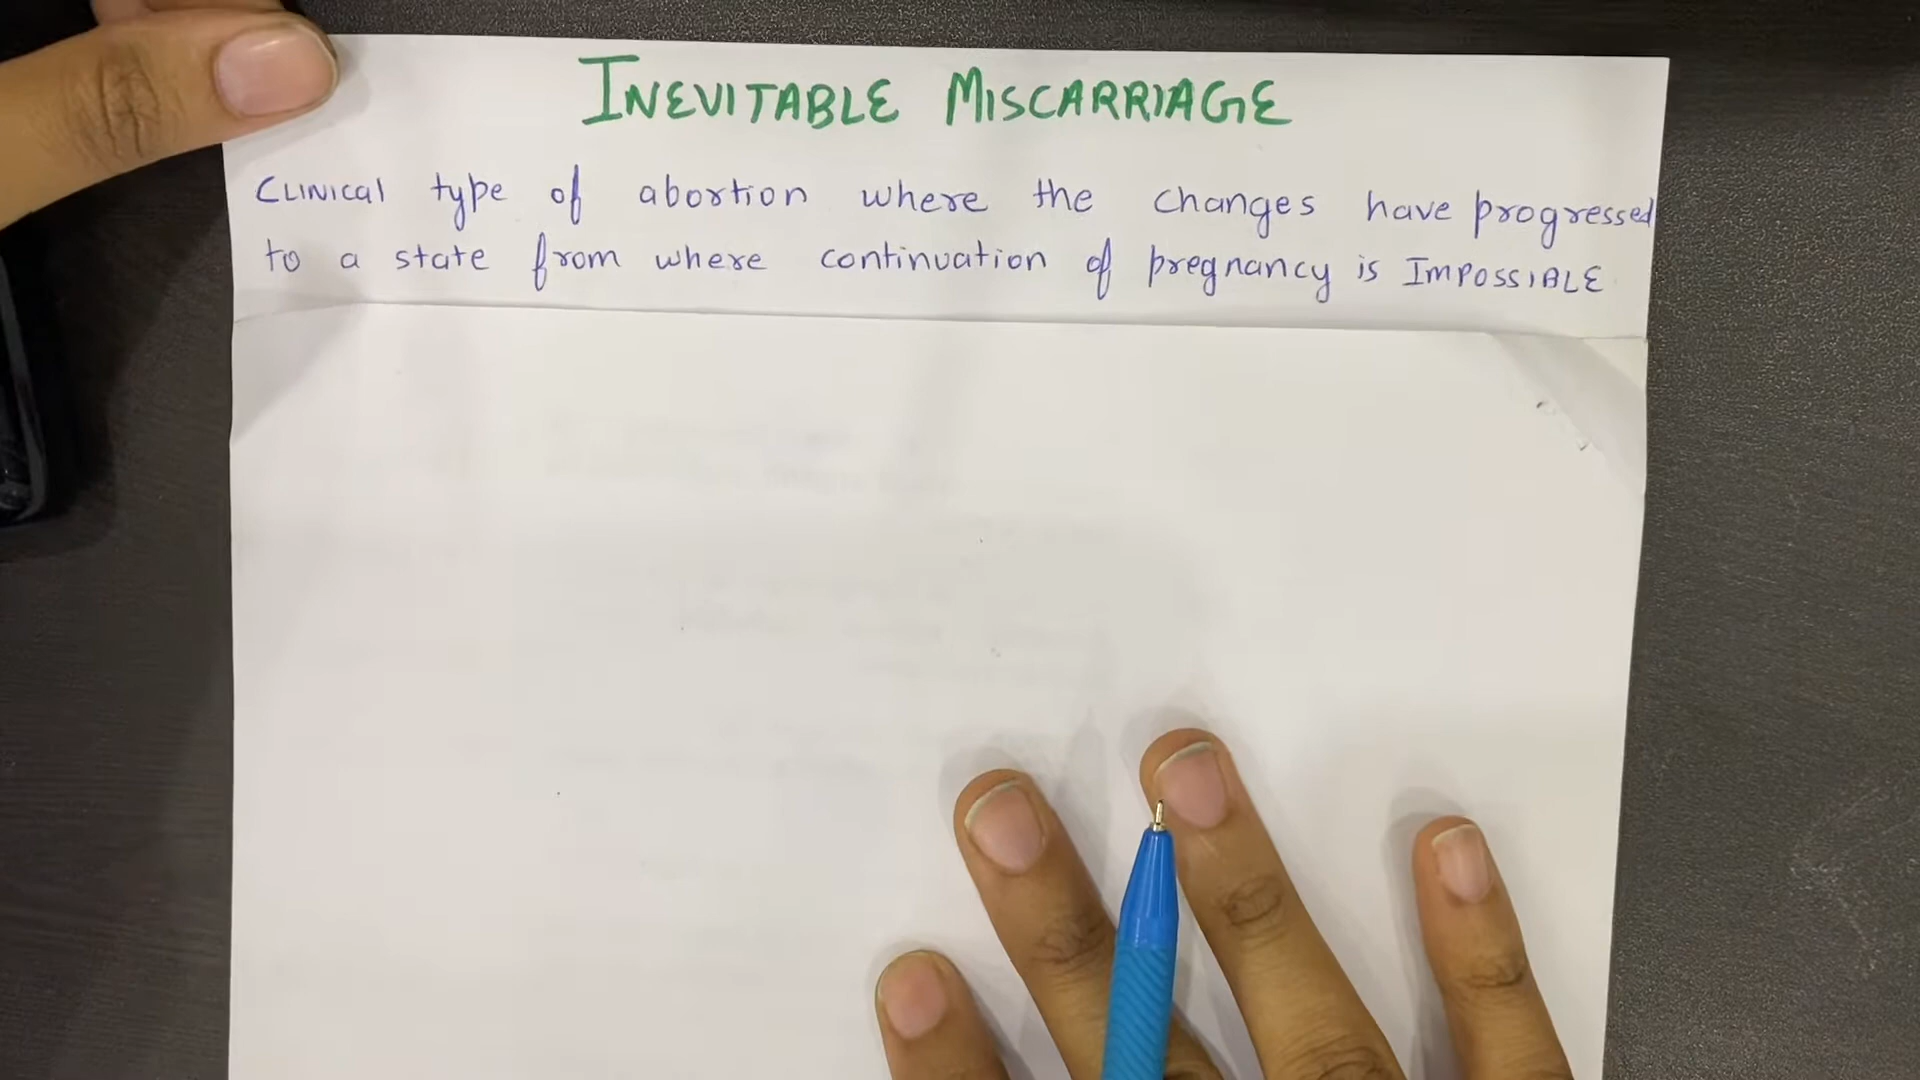 INEVITABLE MISCARRIAGE
CLINICAL type of abortion where the changes have progressed
to a state from where continuation of pregnancy is IMPOSSIBLE